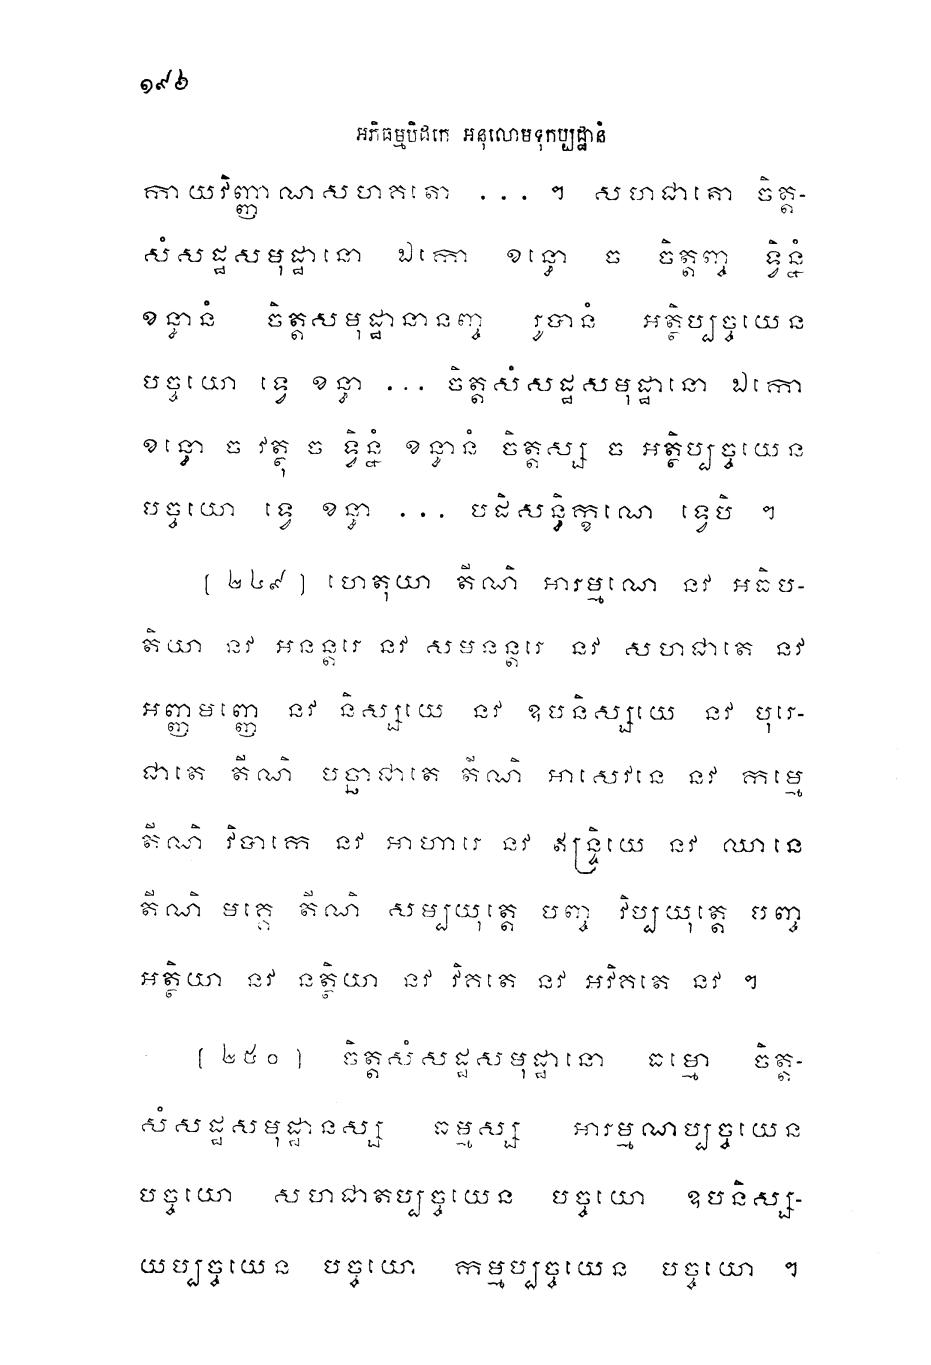 ១៩៦
អភិធម្មបិដកេ អនុលោមទុកប្បដ្ឋានំ
កាយវិញ្ញាណសហគតោ ... ។ សហជាតោ ចិត្ត-
សំសដ្ឋសមុដ្ឋានោ ឯកោ ខន្ធោ ច ចិត្តញ្ច ទ្វិន្នំ
ខន្ធានំ ចិត្តសមុដ្ឋានានញ្ច រូបានំ អត្ថិប្បច្ចយេន
បច្ចយោ ទ្វេ ខន្ធា ... ចិត្តសំសដ្ឋសមុដ្ឋានោ ឯកោ
ខន្ធោ ច វត្ថុ ច ទ្វិន្នំ ខន្ធានំ ចិត្តស្ស ច អត្ថិប្បច្ចយេន
បច្ចយោ ទ្វេ ខន្ធា ... បដិសន្ធិក្ខណេ ទ្វេបិ ។
(២៤៩) ហេតុយា តីណិ អារម្មណេ នវ អធិប-
តិយា នវ អនន្តរេ នវ សមនន្តរេ នវ សហជាតេ នវ
អញ្ញមញ្ញេ នវ និស្សយេ នវ ឧបនិស្សយេ នវ បុរេ-
ជាតេ តីណិ បច្ឆាជាតេ តីណិ អាសេវនេ នវ កម្មេ
តីណិ វិបាកេ នវ អាហារេ នវ ឥន្ទ្រិយេ នវ ឈានេ
តីណិ មគ្គេ តីណិ សម្បយុត្តេ បញ្ច វិប្បយុត្តេ បញ្ច
អត្ថិយា នវ នត្ថិយា នវ វិគតេ នវ អវិគតេ នវ ។
(២៥០) ចិត្តសំសដ្ឋសមុដ្ឋានោ ធម្មោ ចិត្ត-
សំសដ្ឋសមុដ្ឋានស្ស ធម្មស្ស អារម្មណប្បច្ចយេន
បច្ចយោ សហជាតប្បច្ចយេន បច្ចយោ ឧបនិស្ស-
យប្បច្ចយេន បច្ចយោ កម្មប្បច្ចយេន បច្ចយោ ។